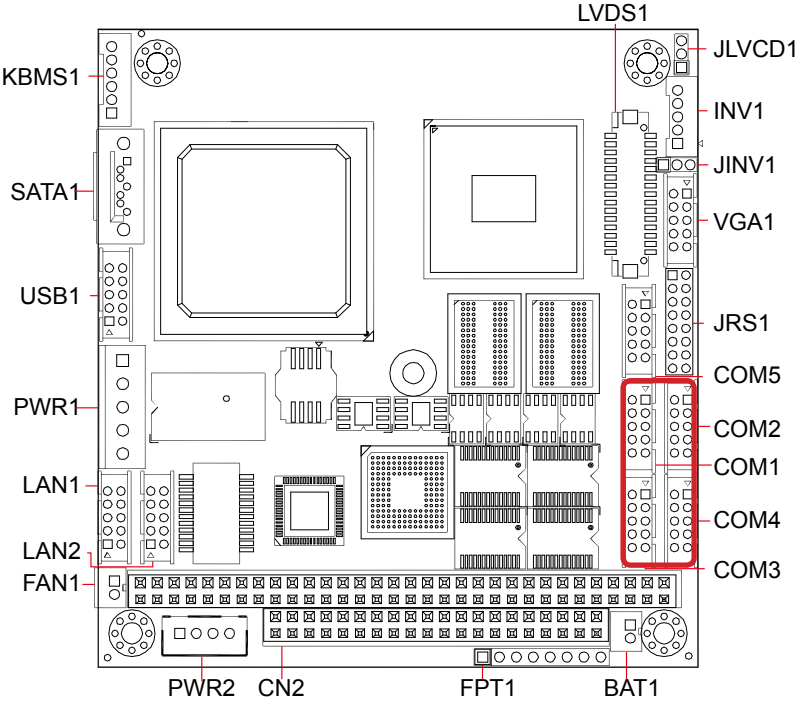 LVDS1
KBMS1
JLVCD1
INV1
JINV1
SATA1
VGA1
USB1
JRS1
COM5
PWR1
COM2
COM1
LAN1
COM4
LAN2
COM3
FAN1
PWR2
CN2
FPT1
BAT1